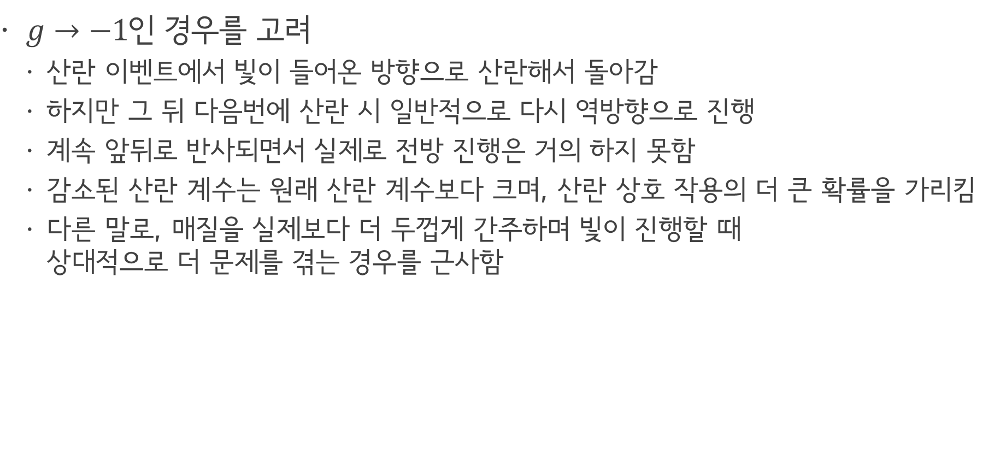 · g → −1인 경우를 고려
· 산란 이벤트에서 빛이 들어온 방향으로 산란해서 돌아감
· 하지만 그 뒤 다음번에 산란 시 일반적으로 다시 역방향으로 진행
· 계속 앞뒤로 반사되면서 실제로 전방 진행은 거의 하지 못함
· 감소된 산란 계수는 원래 산란 계수보다 크며, 산란 상호 작용의 더 큰 확률을 가리킴
· 다른 말로, 매질을 실제보다 더 두껍게 간주하며 빛이 진행할 때
상대적으로 더 문제를 겪는 경우를 근사함